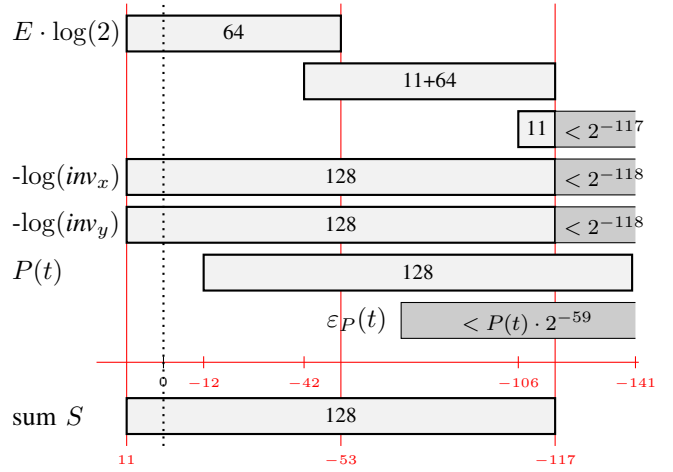 E · log(2) 64
11+64
11 < 2^{−117}
-log(inv_x) 128 < 2^{−118}
-log(inv_y) 128 < 2^{−118}
P(t) 128
ε_P(t) < P(t) · 2^{−59}
0 −12 −42 −106 −141
sum S 128
11 −53 −117